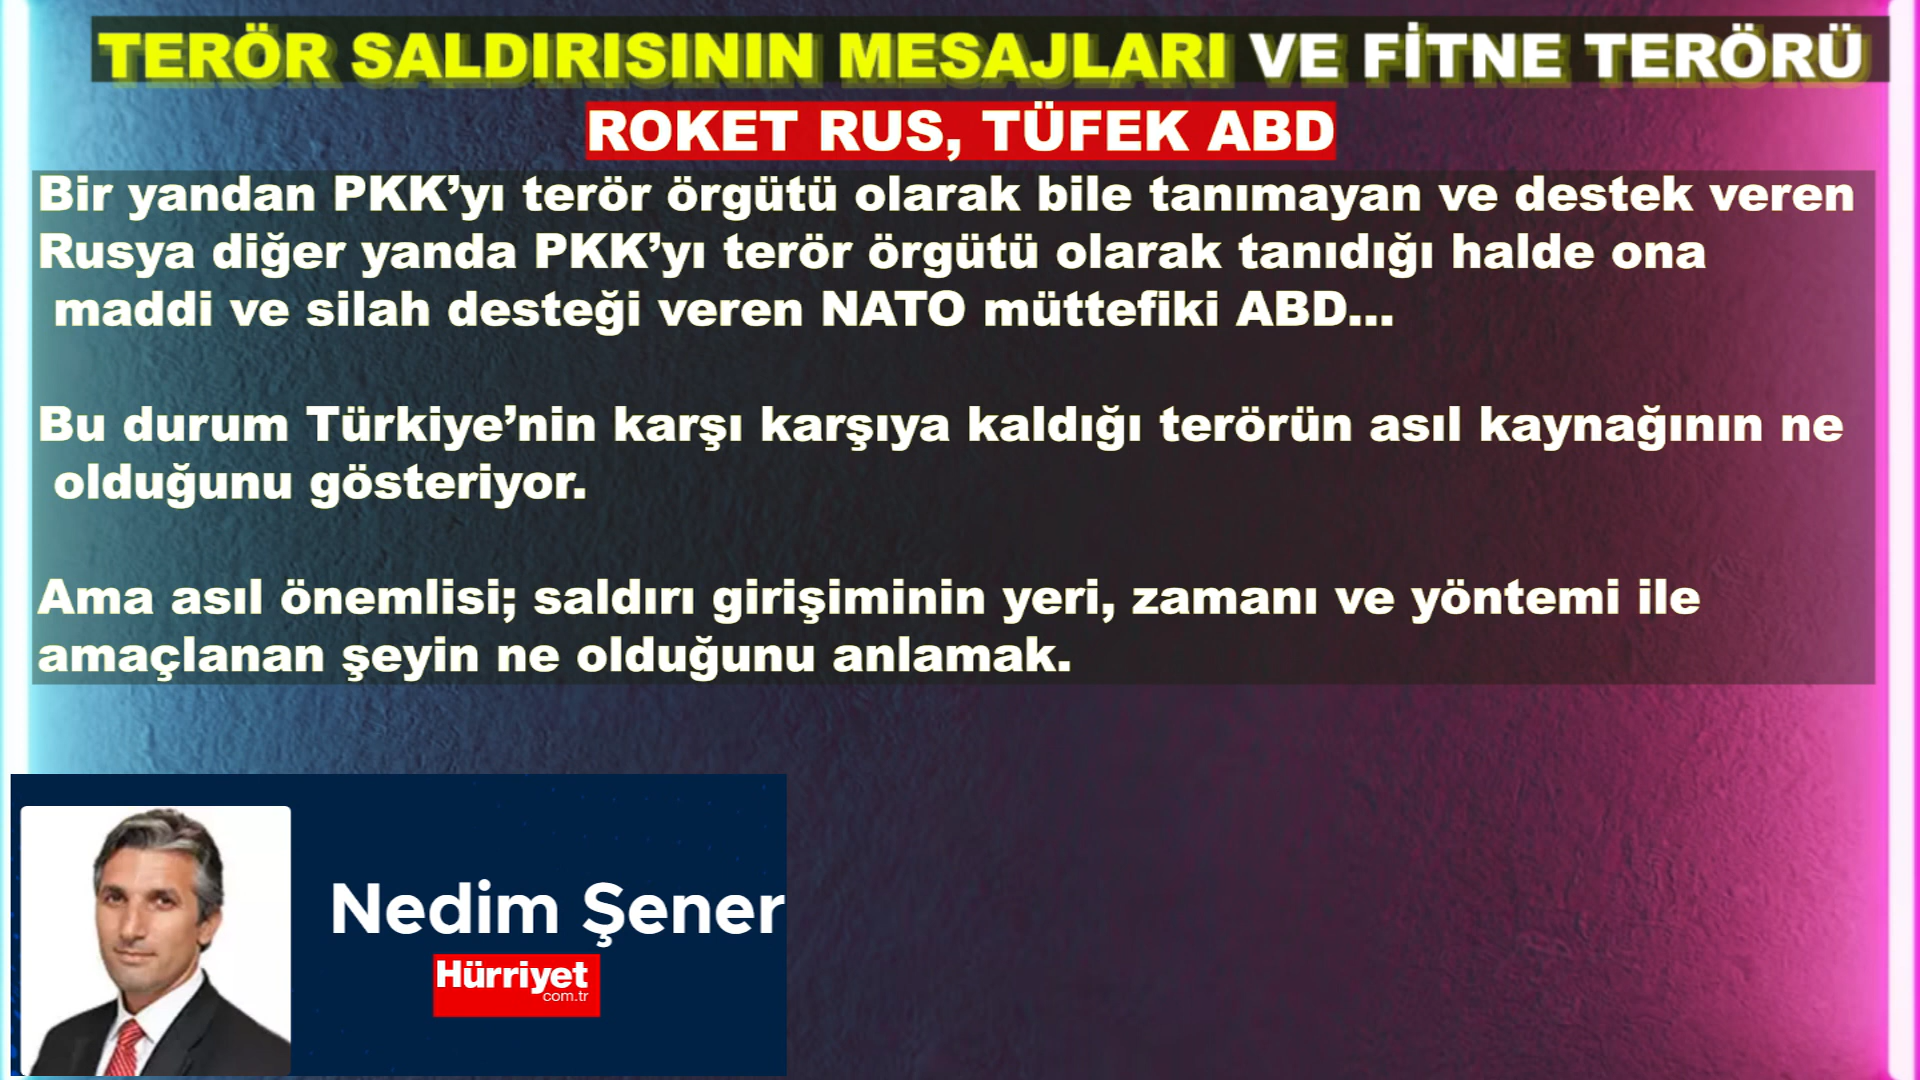 TERÖR SALDIRISININ MESAJLARI VE FİTNE TERÖRÜ
ROKET RUS, TÜFEK ABD
Bir yandan PKK’yı terör örgütü olarak bile tanımayan ve destek veren
Rusya diğer yanda PKK’yı terör örgütü olarak tanıdığı halde ona
maddi ve silah desteği veren NATO müttefiki ABD...
Bu durum Türkiye’nin karşı karşıya kaldığı terörün asıl kaynağının ne
olduğunu gösteriyor.
Ama asıl önemlisi; saldırı girişiminin yeri, zamanı ve yöntemi ile
amaçlanan şeyin ne olduğunu anlamak.
Nedim Şener
Hürriyet
com.tr